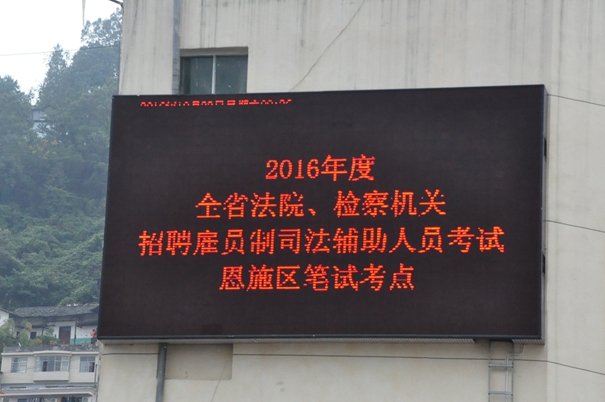 2016年度
全省法院、检察机关
招聘雇员制司法辅助人员考试
恩施区笔试考点